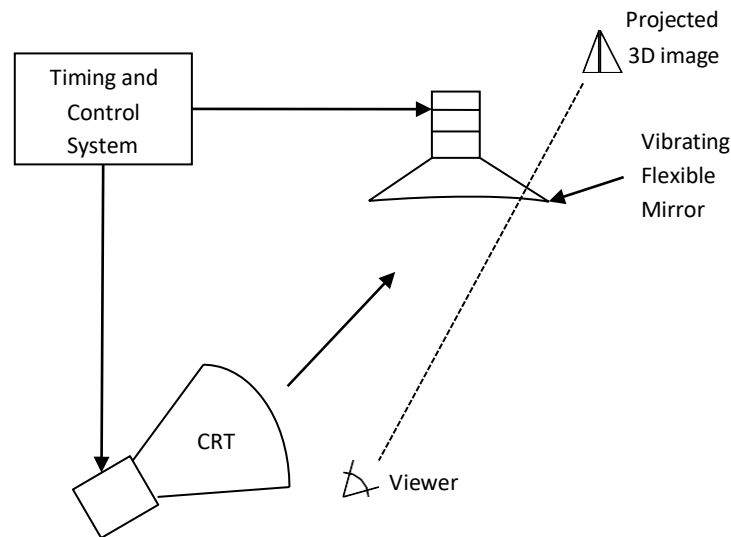 Projected
3D image
Timing and
Control
System
Vibrating
Flexible
Mirror
CRT
Viewer